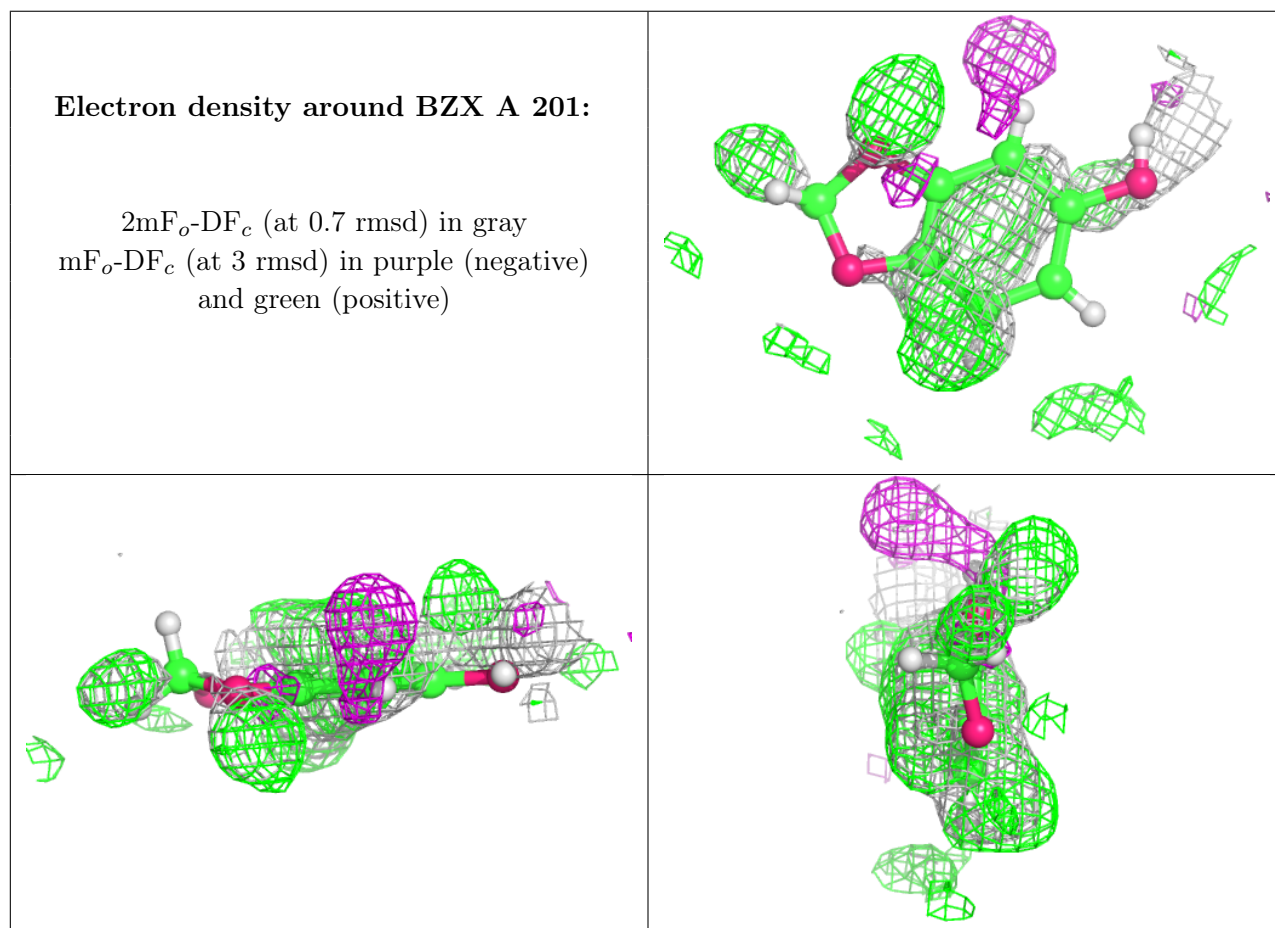 Electron density around BZX A 201:
2mFo-DFc (at 0.7 rmsd) in gray
mFo-DFc (at 3 rmsd) in purple (negative)
and green (positive)